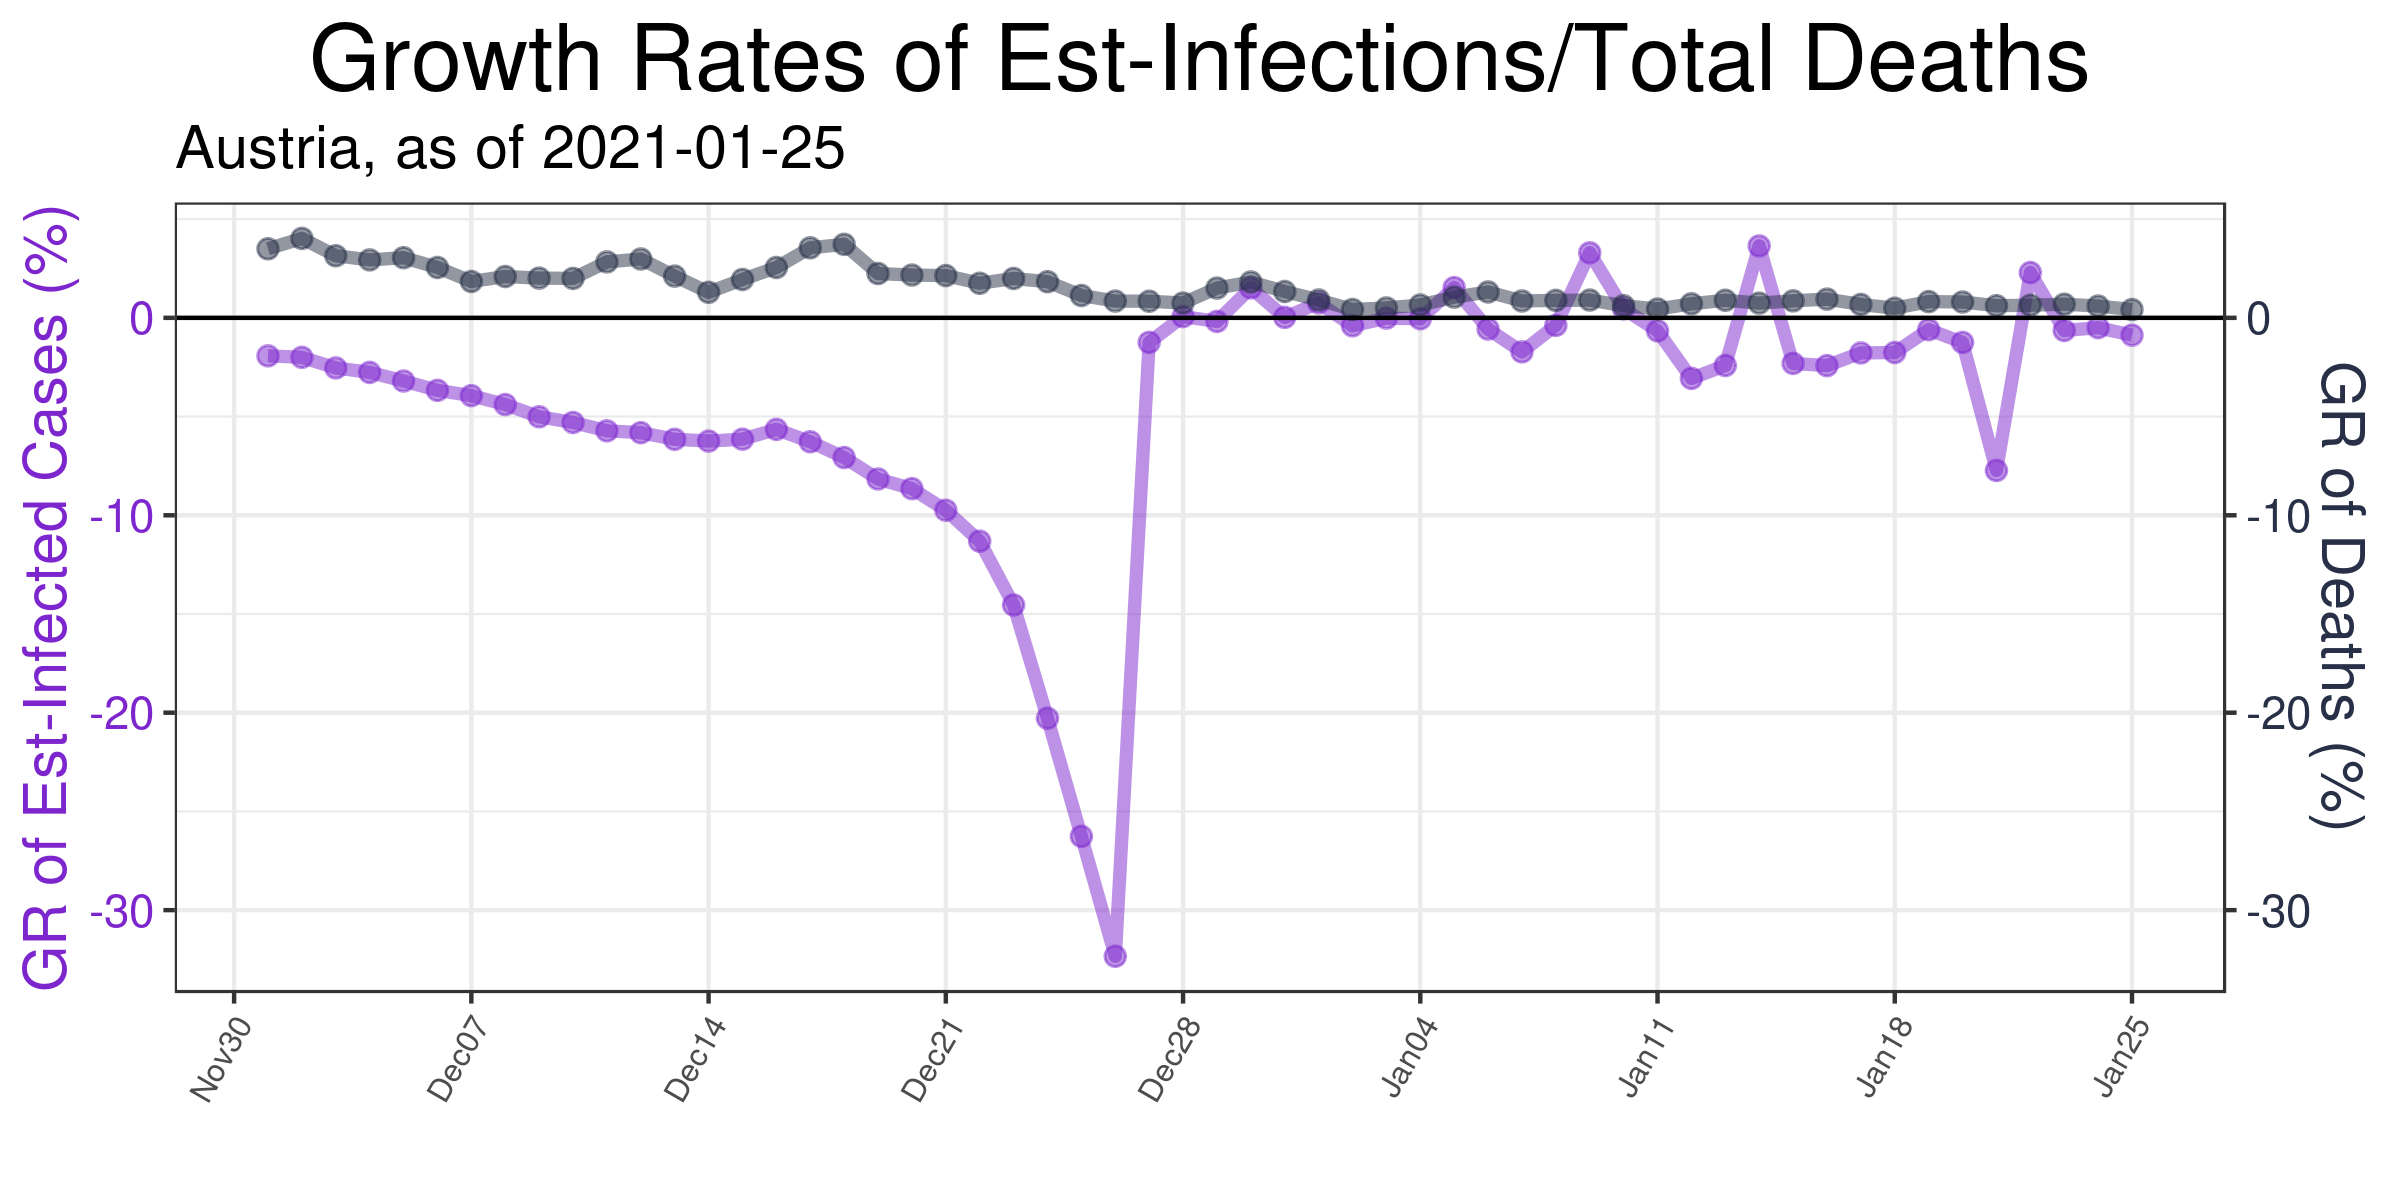 Growth Rates of Est-Infections/Total Deaths
Austria, as of 2021-01-25
GR of Est-Infected Cases (%)
0
-10
-20
-30
0
-10
-20
-30
GR of Deaths (%)
Nov30
Dec07
Dec14
Dec21
Dec28
Jan04
Jan11
Jan18
Jan25